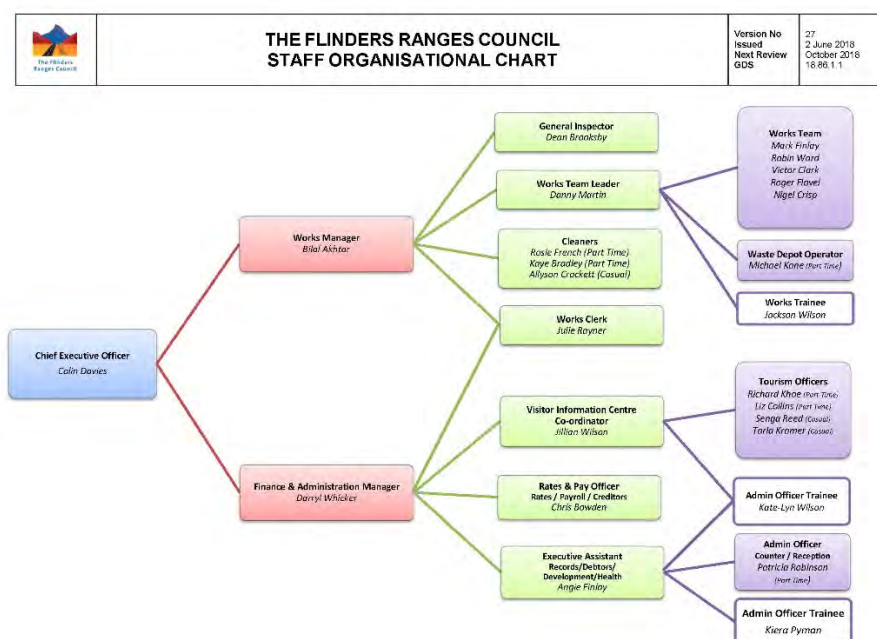 The Flinders
Ranges Council
THE FLINDERS RANGES COUNCIL
STAFF ORGANISATIONAL CHART
Version No 27
Issued 2 June 2018
Next Review October 2018
GDS 18.86.1.1
Chief Executive Officer
Colin Davies
Works Manager
Bilal Akhtar
Finance & Administration Manager
Darryl Whicker
General Inspector
Dean Brooksby
Works Team Leader
Danny Martin
Cleaners
Rosie French (Part Time)
Kaye Bradley (Part Time)
Allyson Crockett (Casual)
Works Clerk
Julie Rayner
Visitor Information Centre
Co-ordinator
Jillian Wilson
Rates & Pay Officer
Rates / Payroll / Creditors
Chris Bowden
Executive Assistant
Records/Debtors/
Development/Health
Angie Finlay
Works Team
Mark Finlay
Robin Ward
Victor Clark
Roger Flavel
Nigel Crisp
Waste Depot Operator
Michael Kane (Part Time)
Works Trainee
Jackson Wilson
Tourism Officers
Richard Khoe (Part Time)
Liz Collins (Part Time)
Senga Reed (Casual)
Tarla Kramer (Casual)
Admin Officer Trainee
Kate-Lyn Wilson
Admin Officer
Counter / Reception
Patricia Robinson
(Part Time)
Admin Officer Trainee
Kiera Pyman